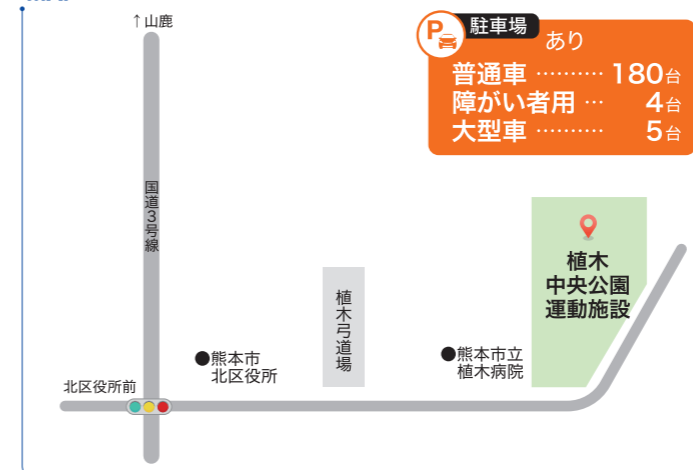 ↑山鹿
P
駐車場
あり
普通車 ………… 180台
障がい者用 … 4台
大型車 ………… 5台
国道3号線
植木
中央公園
運動施設
植木弓道場
●熊本市
北区役所
●熊本市立
植木病院
北区役所前